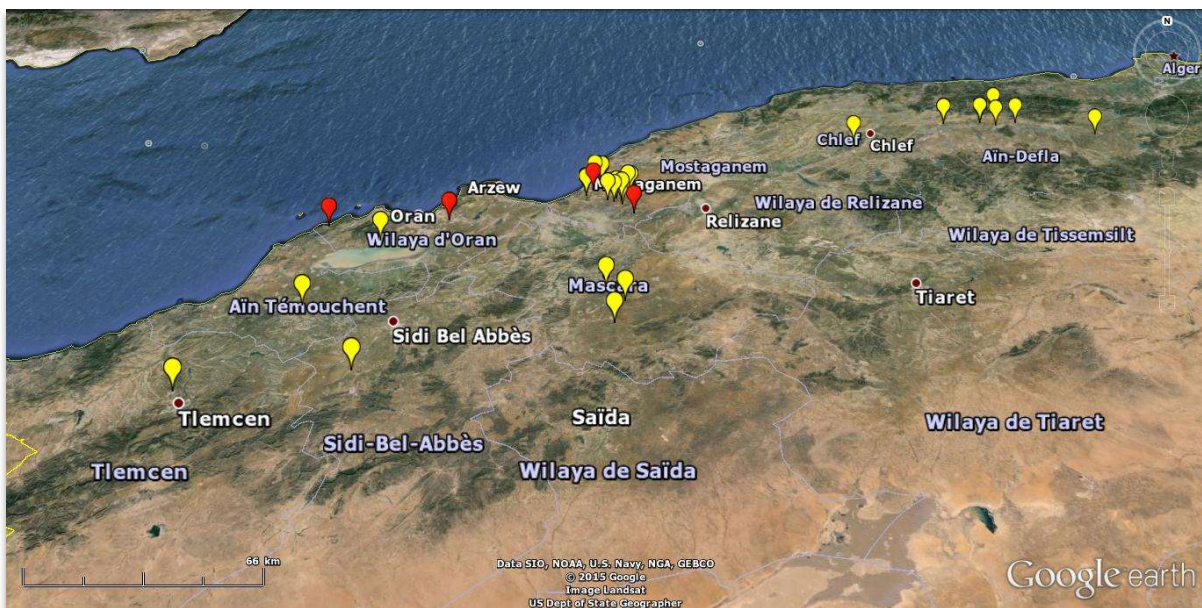 N
Alger
Chlef
Chlef
Aïn-Defla
Mostaganem
Arzew
Wilaya de Relizane
Oran
Relizane
Wilaya d'Oran
Wilaya de Tissemsilt
Mascara
Tiaret
Aïn Témouchent
Sidi Bel Abbès
Tlemcen
Saïda
Wilaya de Tiaret
Sidi-Bel-Abbès
Tlemcen
Wilaya de Saïda
66 km
Data SIO, NOAA, U.S. Navy, NGA, GEBCO
© 2015 Google
Image Landsat
US Dept of State Geographer
Google earth